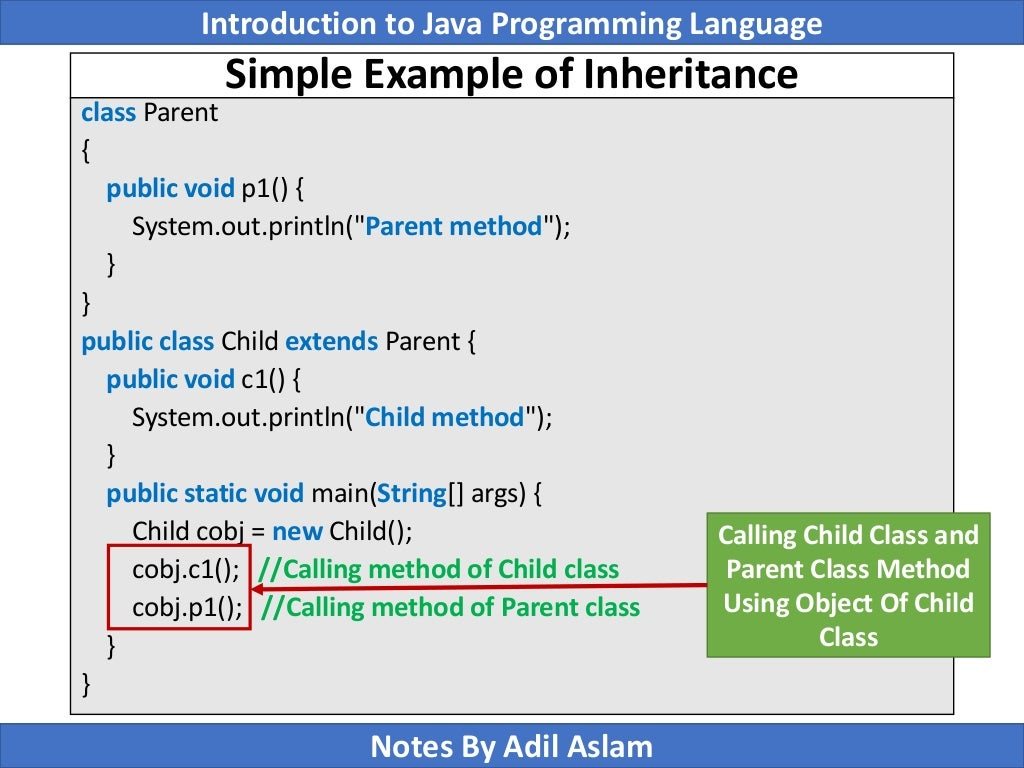 Introduction to Java Programming Language
Simple Example of Inheritance
class Parent
{
public void p1() {
System.out.println("Parent method");
}
}
public class Child extends Parent {
public void c1() {
System.out.println("Child method");
}
public static void main(String[] args) {
Child cobj = new Child();
cobj.c1(); //Calling method of Child class
cobj.p1(); //Calling method of Parent class
}
}
Calling Child Class and
Parent Class Method
Using Object Of Child
Class
Notes By Adil Aslam